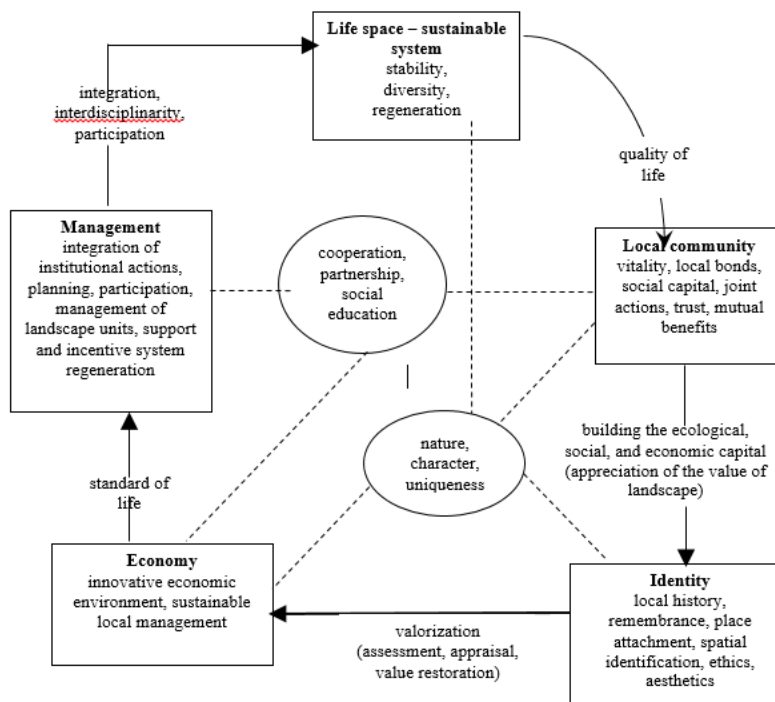 Life space – sustainable
system
stability,
diversity,
regeneration
integration,
interdisciplinarity,
participation
quality of
life
Management
integration of
institutional actions,
planning, participation,
management of
landscape units, support
and incentive system
regeneration
cooperation,
partnership,
social
education
Local community
vitality, local bonds,
social capital, joint
actions, trust, mutual
benefits
nature,
character,
uniqueness
building the ecological,
social, and economic capital
(appreciation of the value of
landscape)
standard of
life
Economy
innovative economic
environment, sustainable
local management
valorization
(assessment, appraisal,
value restoration)
Identity
local history,
remembrance, place
attachment, spatial
identification, ethics,
aesthetics